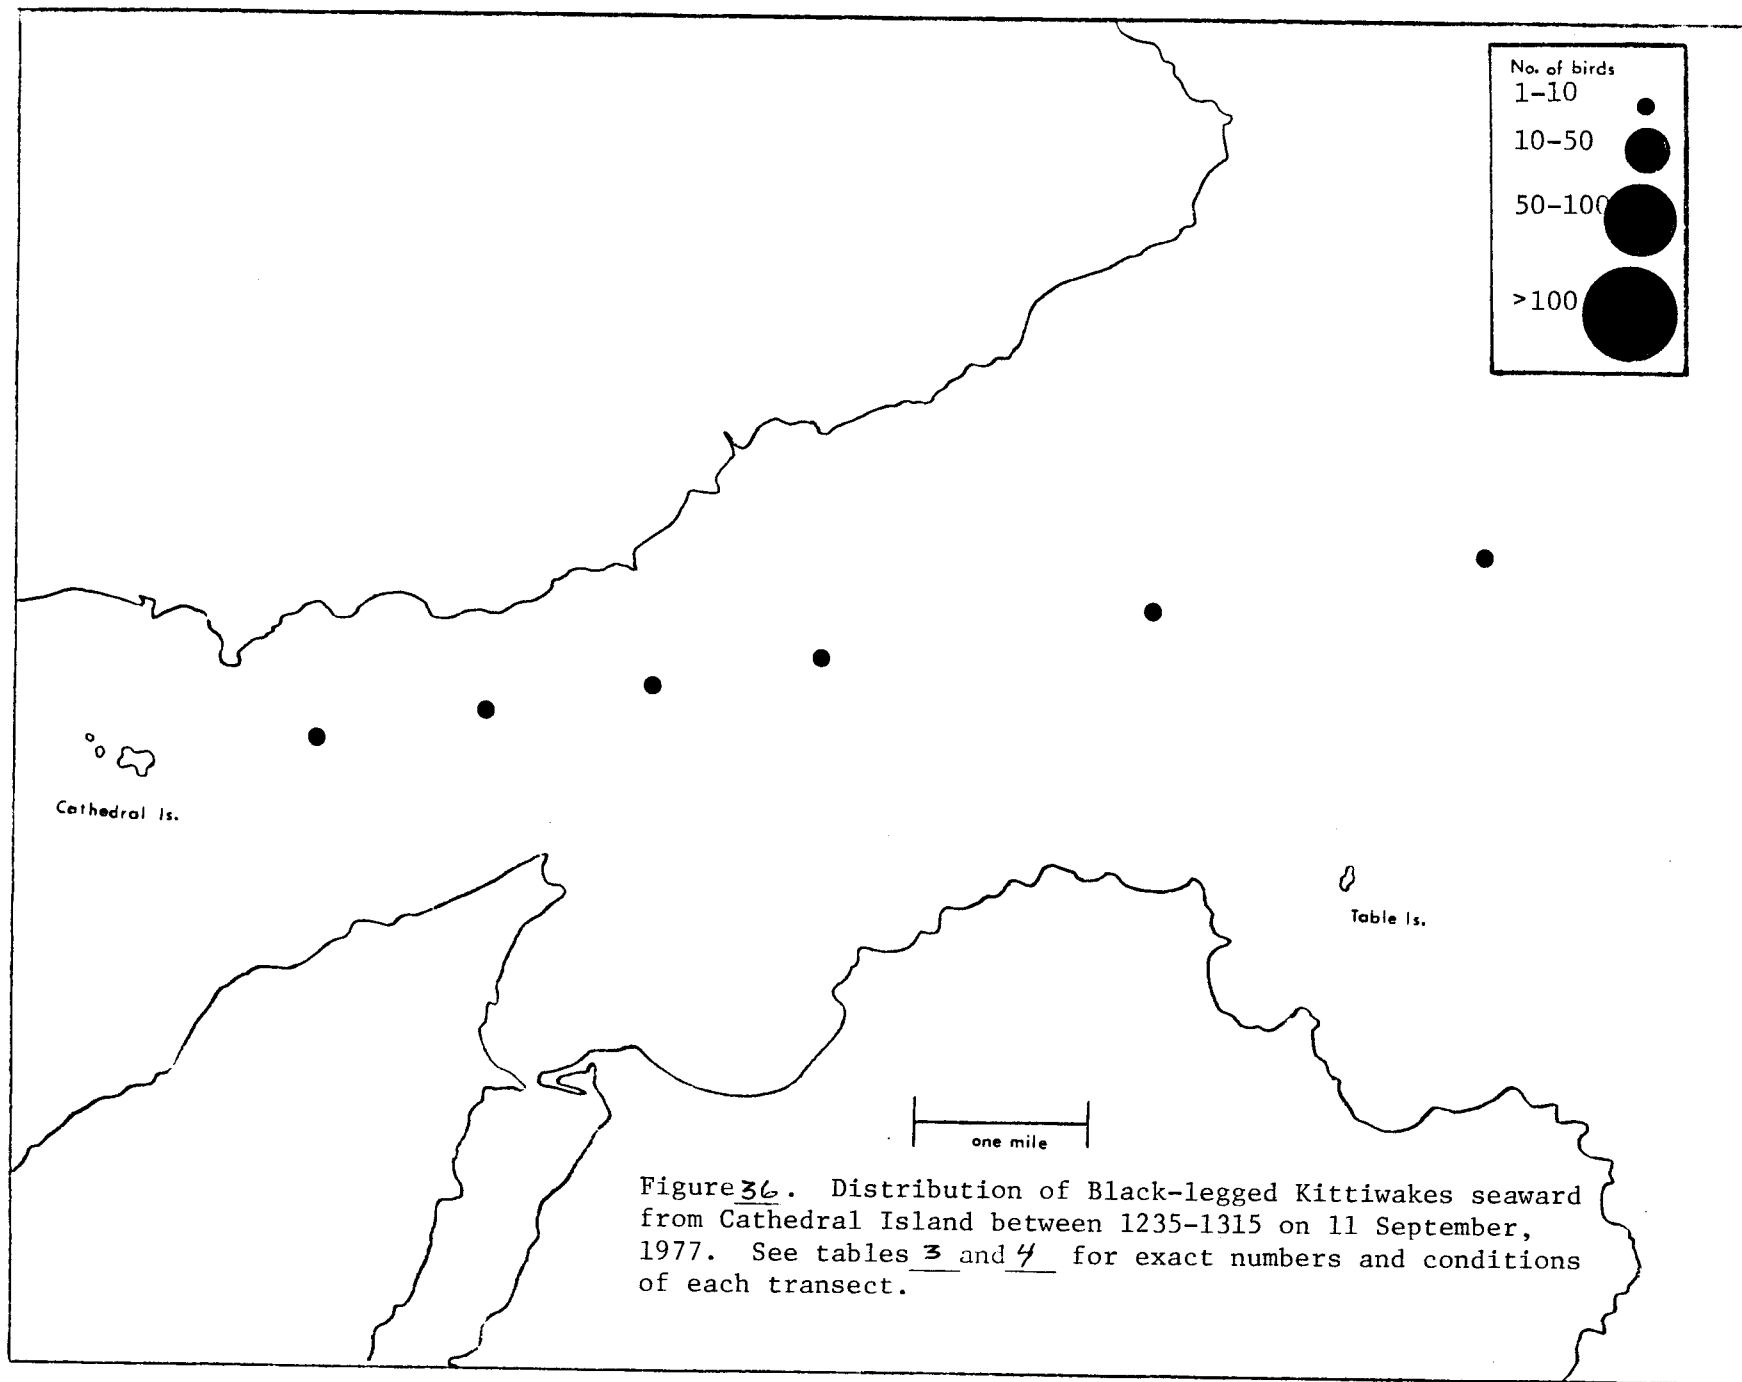 No. of birds
1-10
10-50
50-100
>100
Cathedral Is.
Table Is.
one mile
Figure 36. Distribution of Black-legged Kittiwakes seaward
from Cathedral Island between 1235-1315 on 11 September,
1977. See tables 3 and 4 for exact numbers and conditions
of each transect.